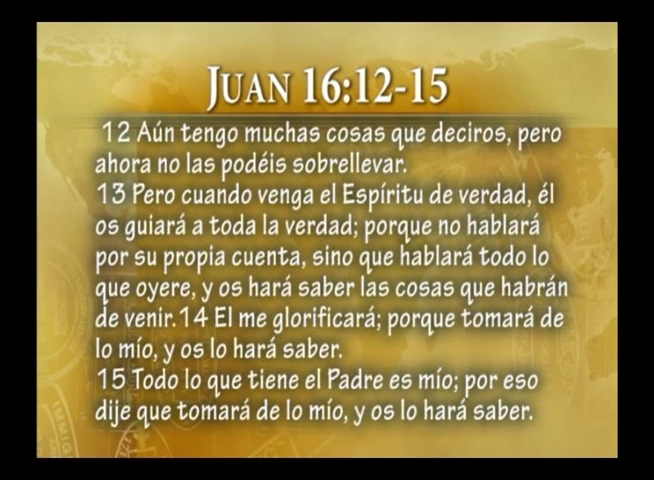 JUAN 16:12-15
12 Aún tengo muchas cosas que deciros, pero
ahora no las podéis sobrellevar.
13 Pero cuando venga el Espíritu de verdad, él
os guiará a toda la verdad; porque no hablará
por su propia cuenta, sino que hablará todo lo
que oyere, y os hará saber las cosas que habrán
de venir.14 El me glorificará; porque tomará de
lo mío, y os lo hará saber.
15 Todo lo que tiene el Padre es mío; por eso
dije que tomará de lo mío, y os lo hará saber.